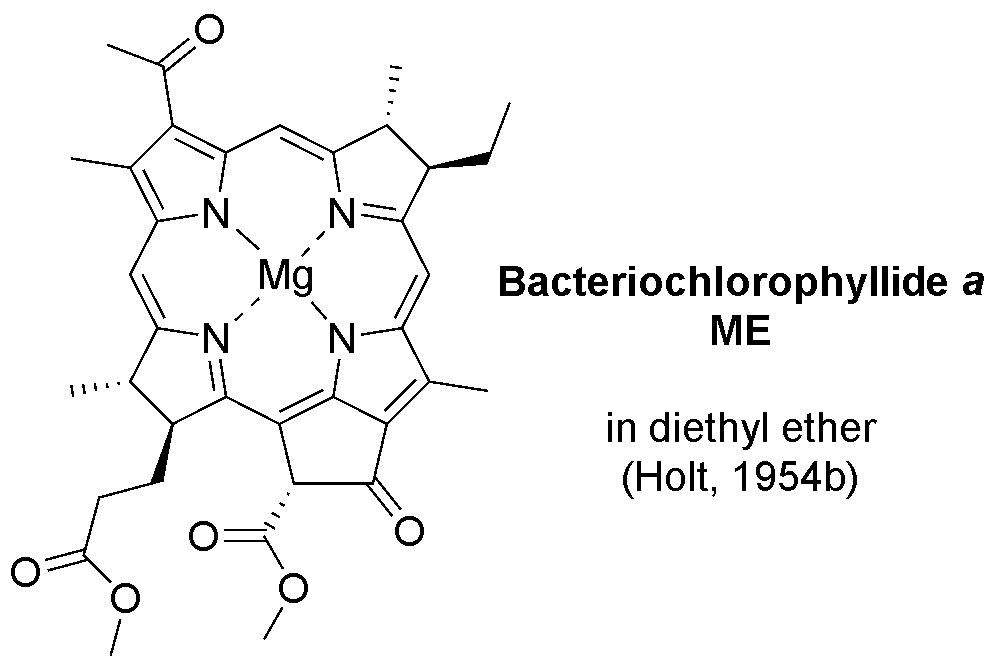 O
N
N
Mg
N
N
O
O
O
O
O
Bacteriochlorophyllide a
ME
in diethyl ether
(Holt, 1954b)